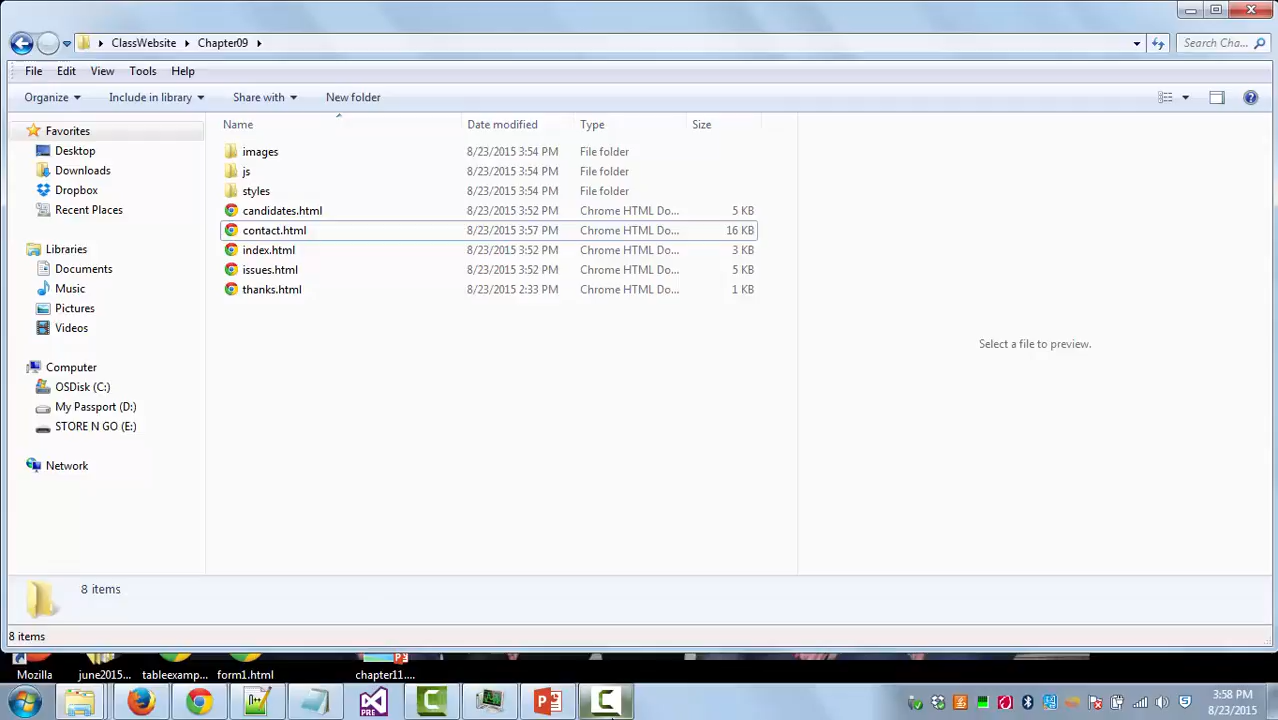 ClassWebsite Chapter09 Search Cha...
File Edit View Tools Help
Organize Include in library Share with New folder
Name Date modified Type Size
Favorites
Desktop
Downloads
Dropbox
Recent Places
Libraries
Documents
Music
Pictures
Videos
Computer
OSDisk (C:)
My Passport (D:)
STORE N GO (E:)
Network
images 8/23/2015 3:54 PM File folder
js 8/23/2015 3:54 PM File folder
styles 8/23/2015 3:54 PM File folder
candidates.html 8/23/2015 3:52 PM Chrome HTML Do... 5 KB
contact.html 8/23/2015 3:57 PM Chrome HTML Do... 16 KB
index.html 8/23/2015 3:52 PM Chrome HTML Do... 3 KB
issues.html 8/23/2015 3:52 PM Chrome HTML Do... 5 KB
thanks.html 8/23/2015 2:33 PM Chrome HTML Do... 1 KB
Select a file to preview.
8 items
8 items
Mozilla june2015... tableexamp... form1.html chapter11....
PRE
3:58 PM
8/23/2015